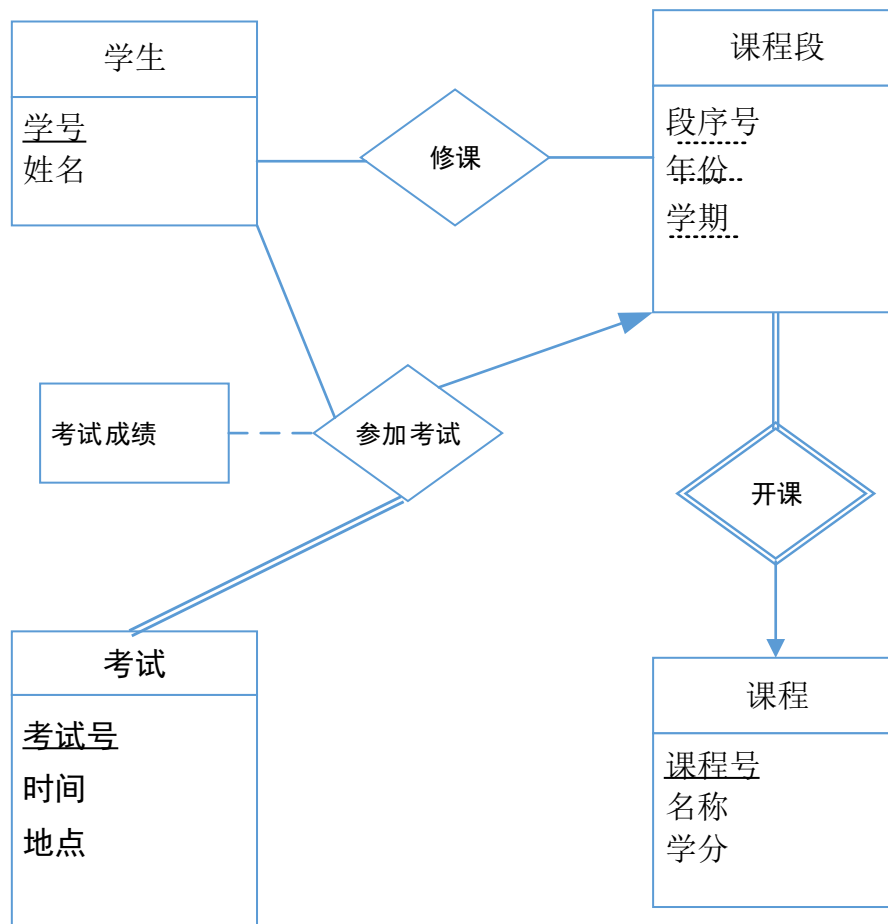 学生
学号
姓名
修课
课程段
段序号
年份
学期
考试成绩
参加考试
开课
考试
考试号
时间
地点
课程
课程号
名称
学分